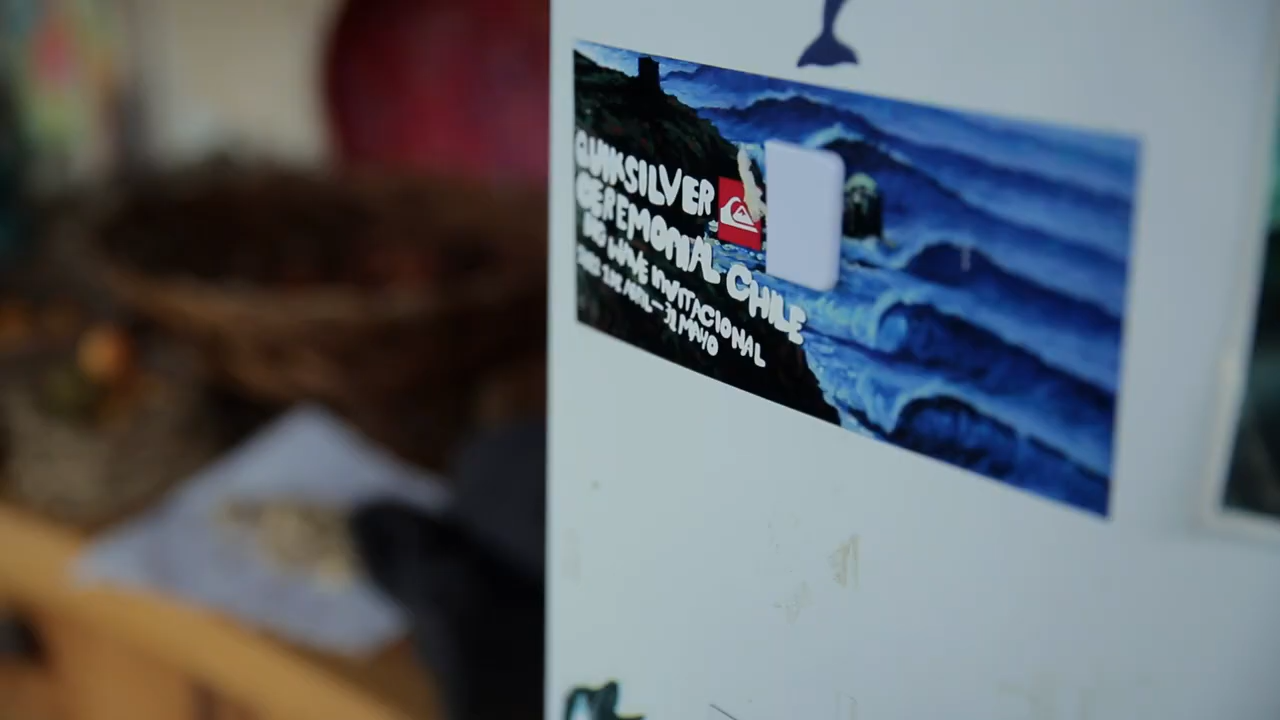 QUIKSILVER
CEREMONIAL CHILE
BIG WAVE INVITACIONAL
ABRIL - 31 MAYO